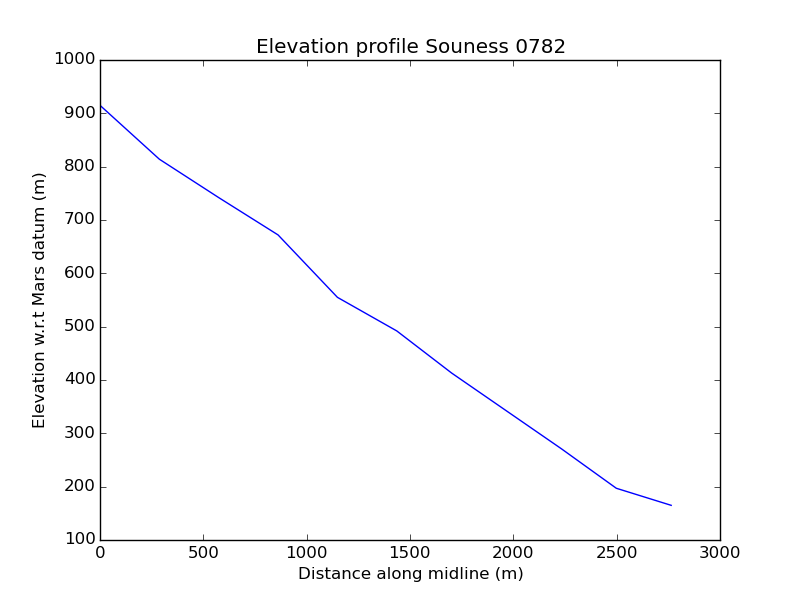 Elevation profile Souness 0782
1000
900
800
700
600
500
400
300
200
100
Elevation w.r.t Mars datum (m)
0 500 1000 1500 2000 2500 3000
Distance along midline (m)